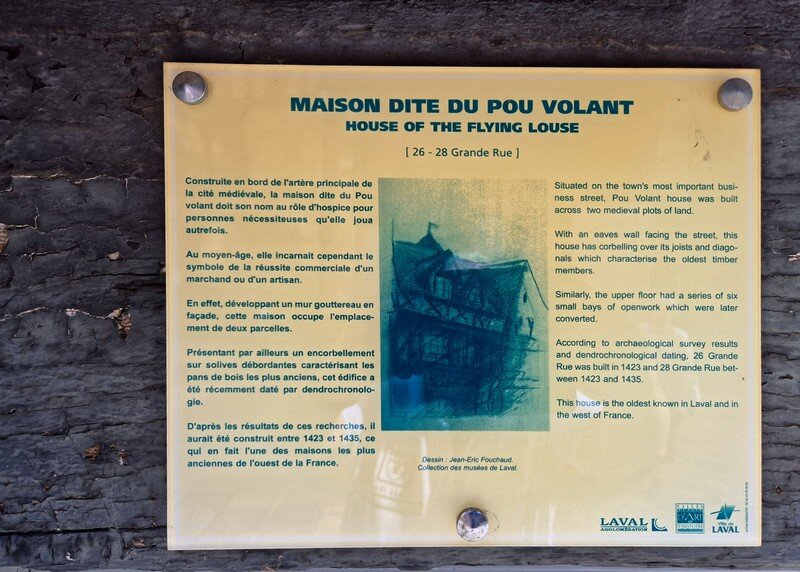 MAISON DITE DU POU VOLANT
HOUSE OF THE FLYING LOUSE
[ 26 - 28 Grande Rue ]
Construite en bord de l'artère principale de
la cité médiévale, la maison dite du Pou
volant doit son nom au rôle d'hospice pour
personnes nécessiteuses qu'elle joua
autrefois.
Au moyen-âge, elle incarnait cependant le
symbole de la réussite commerciale d'un
marchand ou d'un artisan.
En effet, développant un mur gouttereau en
façade, cette maison occupe l'emplace-
ment de deux parcelles.
Présentant par ailleurs un encorbellement
sur solives débordantes caractérisant les
pans de bois les plus anciens, cet édifice a
été récemment daté par dendrochronolo-
gie.
D'après les résultats de ces recherches, il
aurait été construit entre 1423 et 1435, ce
qui en fait l'une des maisons les plus
anciennes de l'ouest de la France.
Dessin : Jean-Eric Fouchaud.
Collection des musées de Laval.
Situated on the town's most important busi-
ness street, Pou Volant house was built
across two medieval plots of land.
With an eaves wall facing the street, this
house has corbelling over its joists and diago-
nals which characterise the oldest timber
members.
Similarly, the upper floor had a series of six
small bays of openwork which were later
converted.
According to archaeological survey results
and dendrochronological dating, 26 Grande
Rue was built in 1423 and 28 Grande Rue bet-
ween 1423 and 1435.
This house is the oldest known in Laval and in
the west of France.
LAVAL
AGGLOMÉRATION
VILLES
D'ART
& D'HISTOIRE
Ville de
LAVAL